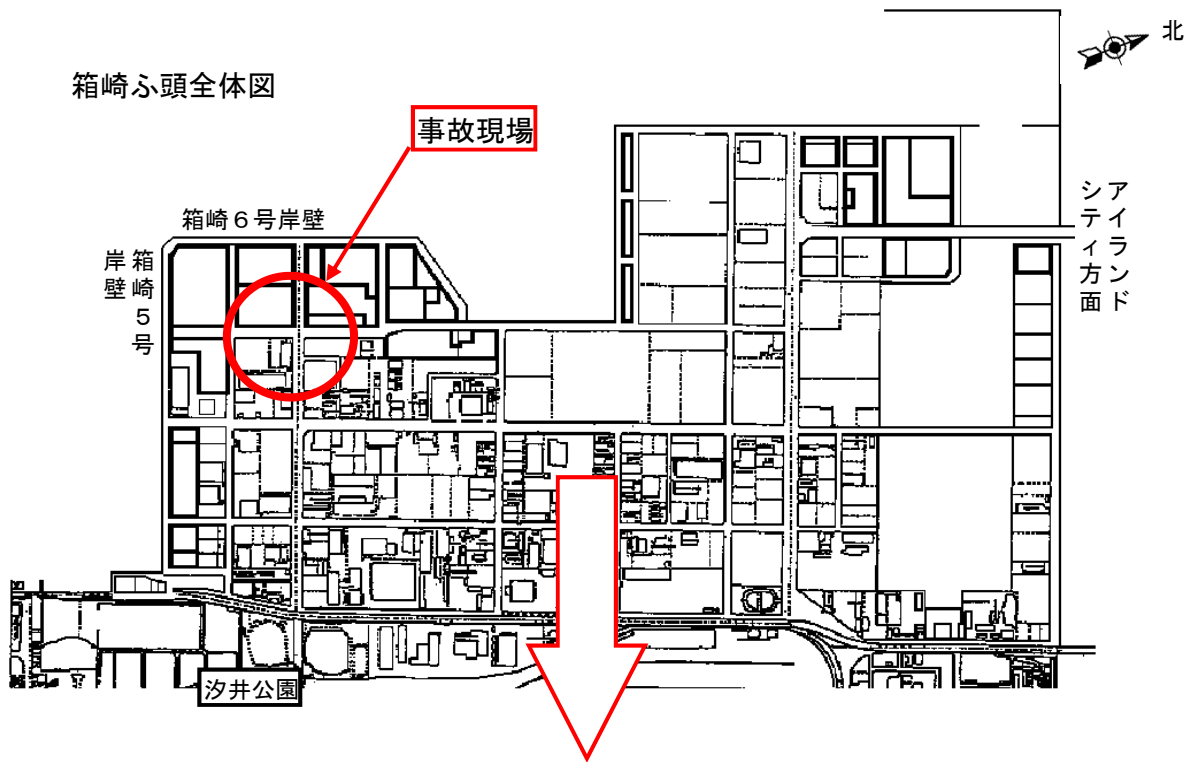 北
箱崎ふ頭全体図
事故現場
箱崎６号岸壁
箱崎５号
岸壁
アイランド
シティ方面
汐井公園